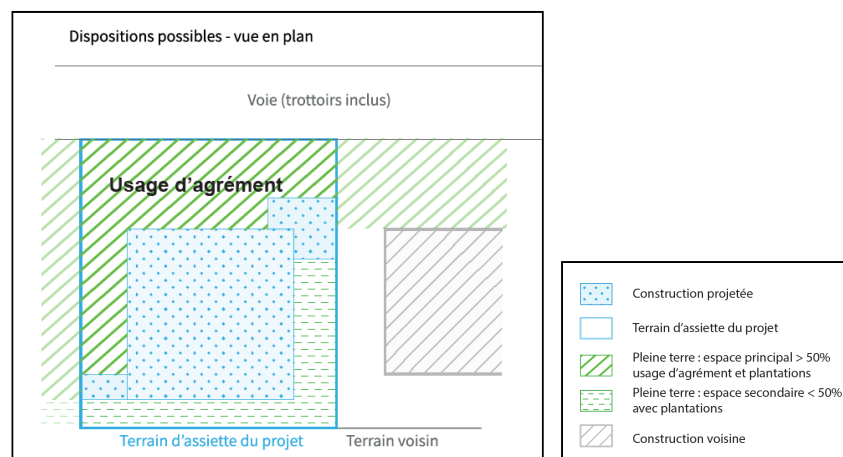 Dispositions possibles - vue en plan
Voie (trottoirs inclus)
Usage d'agrément
Terrain d'assiette du projet
Terrain voisin
Construction projetée
Terrain d'assiette du projet
Pleine terre : espace principal > 50%
usage d'agrément et plantations
Pleine terre : espace secondaire < 50%
avec plantations
Construction voisine